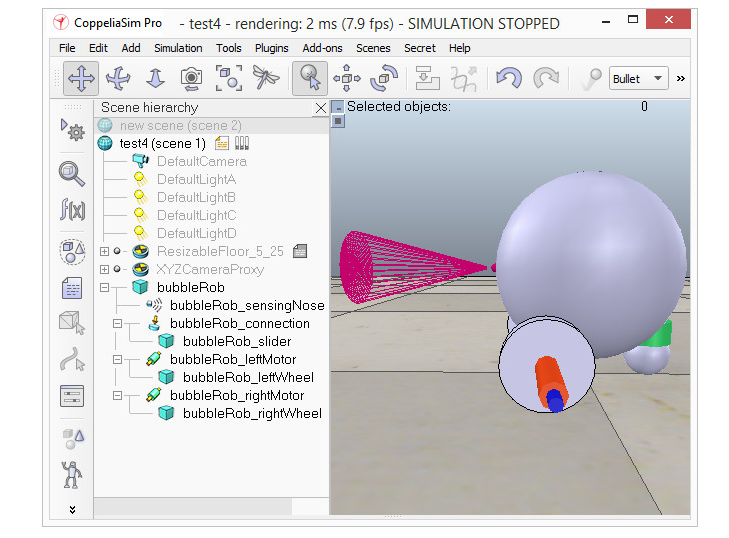 CoppeliaSim Pro - test4 - rendering: 2 ms (7.9 fps) - SIMULATION STOPPED
File Edit Add Simulation Tools Plugins Add-ons Scenes Secret Help
Bullet
Scene hierarchy
Selected objects: 0
new scene (scene 2)
test4 (scene 1)
DefaultCamera
DefaultLightA
DefaultLightB
DefaultLightC
DefaultLightD
ResizableFloor_5_25
XYZCameraProxy
bubbleRob
bubbleRob_sensingNose
bubbleRob_connection
bubbleRob_slider
bubbleRob_leftMotor
bubbleRob_leftWheel
bubbleRob_rightMotor
bubbleRob_rightWheel
f(x)